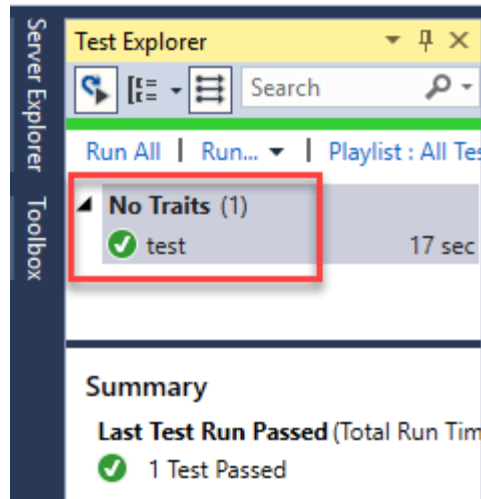 Server Explorer
Toolbox
Test Explorer
Search
Run All | Run... | Playlist : All Tes
No Traits (1)
test 17 sec
Summary
Last Test Run Passed (Total Run Tim
1 Test Passed